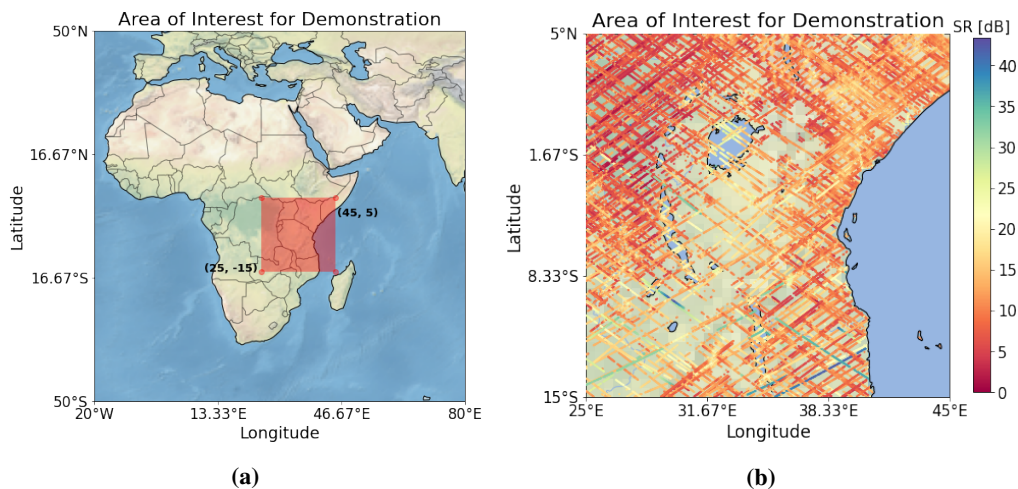 Area of Interest for Demonstration
50°N
16.67°N
16.67°S
50°S
Latitude
(45, 5)
(25, -15)
20°W
13.333°E
46.67°E
80°E
Longitude
(a)
Area of Interest for Demonstration
5°N
1.67°S
8.33°S
15°S
Latitude
25°E
31.67°E
38.33°E
45°E
Longitude
SR [dB]
40
35
30
25
20
15
10
5
0
(b)